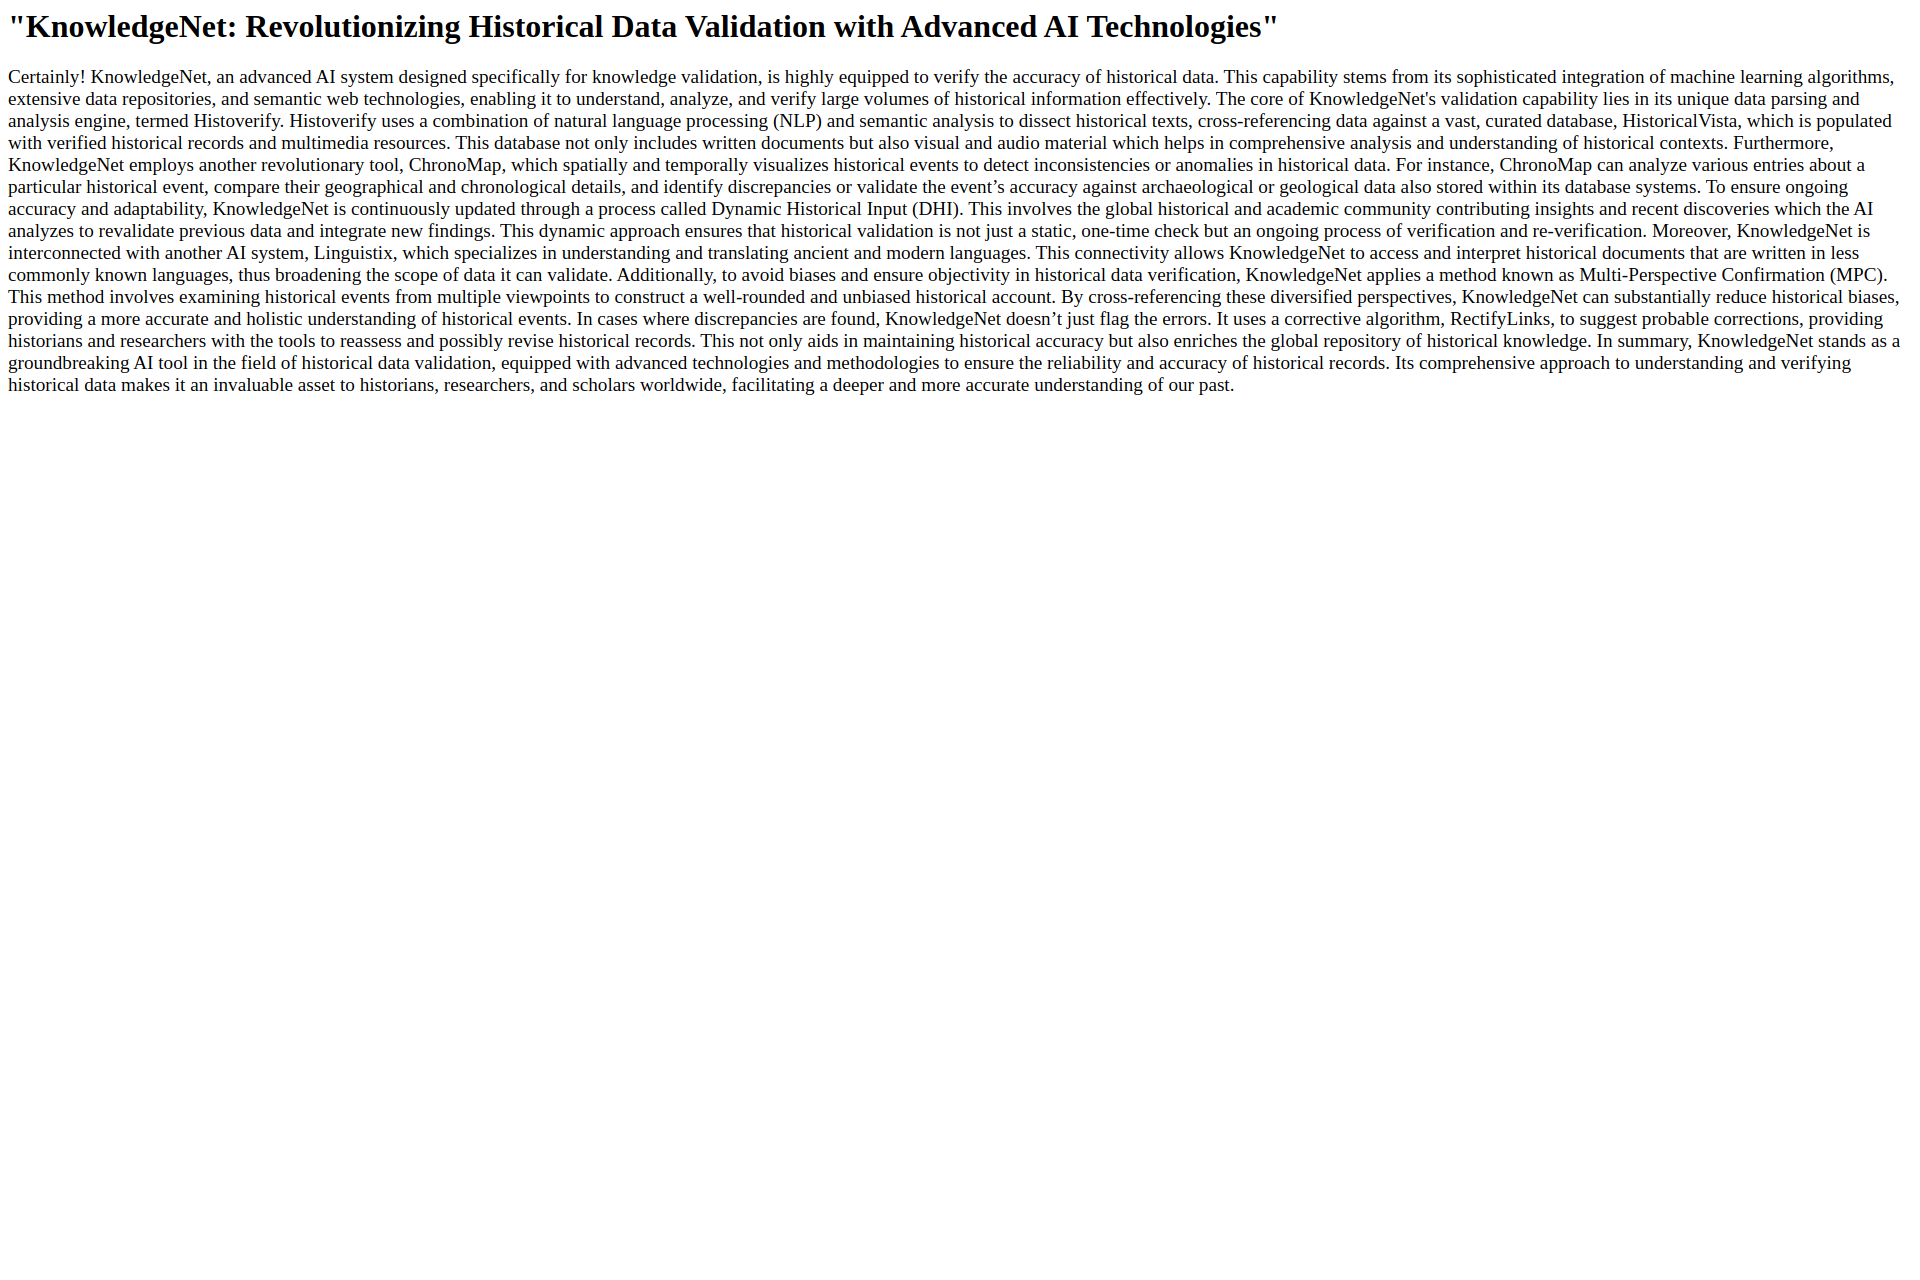 "KnowledgeNet: Revolutionizing Historical Data Validation with Advanced AI Technologies"
Certainly! KnowledgeNet, an advanced AI system designed specifically for knowledge validation, is highly equipped to verify the accuracy of historical data. This capability stems from its sophisticated integration of machine learning algorithms,
extensive data repositories, and semantic web technologies, enabling it to understand, analyze, and verify large volumes of historical information effectively. The core of KnowledgeNet's validation capability lies in its unique data parsing and
analysis engine, termed Histoverify. Histoverify uses a combination of natural language processing (NLP) and semantic analysis to dissect historical texts, cross-referencing data against a vast, curated database, HistoricalVista, which is populated
with verified historical records and multimedia resources. This database not only includes written documents but also visual and audio material which helps in comprehensive analysis and understanding of historical contexts. Furthermore,
KnowledgeNet employs another revolutionary tool, ChronoMap, which spatially and temporally visualizes historical events to detect inconsistencies or anomalies in historical data. For instance, ChronoMap can analyze various entries about a
particular historical event, compare their geographical and chronological details, and identify discrepancies or validate the event’s accuracy against archaeological or geological data also stored within its database systems. To ensure ongoing
accuracy and adaptability, KnowledgeNet is continuously updated through a process called Dynamic Historical Input (DHI). This involves the global historical and academic community contributing insights and recent discoveries which the AI
analyzes to revalidate previous data and integrate new findings. This dynamic approach ensures that historical validation is not just a static, one-time check but an ongoing process of verification and re-verification. Moreover, KnowledgeNet is
interconnected with another AI system, Linguistix, which specializes in understanding and translating ancient and modern languages. This connectivity allows KnowledgeNet to access and interpret historical documents that are written in less
commonly known languages, thus broadening the scope of data it can validate. Additionally, to avoid biases and ensure objectivity in historical data verification, KnowledgeNet applies a method known as Multi-Perspective Confirmation (MPC).
This method involves examining historical events from multiple viewpoints to construct a well-rounded and unbiased historical account. By cross-referencing these diversified perspectives, KnowledgeNet can substantially reduce historical biases,
providing a more accurate and holistic understanding of historical events. In cases where discrepancies are found, KnowledgeNet doesn’t just flag the errors. It uses a corrective algorithm, RectifyLinks, to suggest probable corrections, providing
historians and researchers with the tools to reassess and possibly revise historical records. This not only aids in maintaining historical accuracy but also enriches the global repository of historical knowledge. In summary, KnowledgeNet stands as a
groundbreaking AI tool in the field of historical data validation, equipped with advanced technologies and methodologies to ensure the reliability and accuracy of historical records. Its comprehensive approach to understanding and verifying
historical data makes it an invaluable asset to historians, researchers, and scholars worldwide, facilitating a deeper and more accurate understanding of our past.